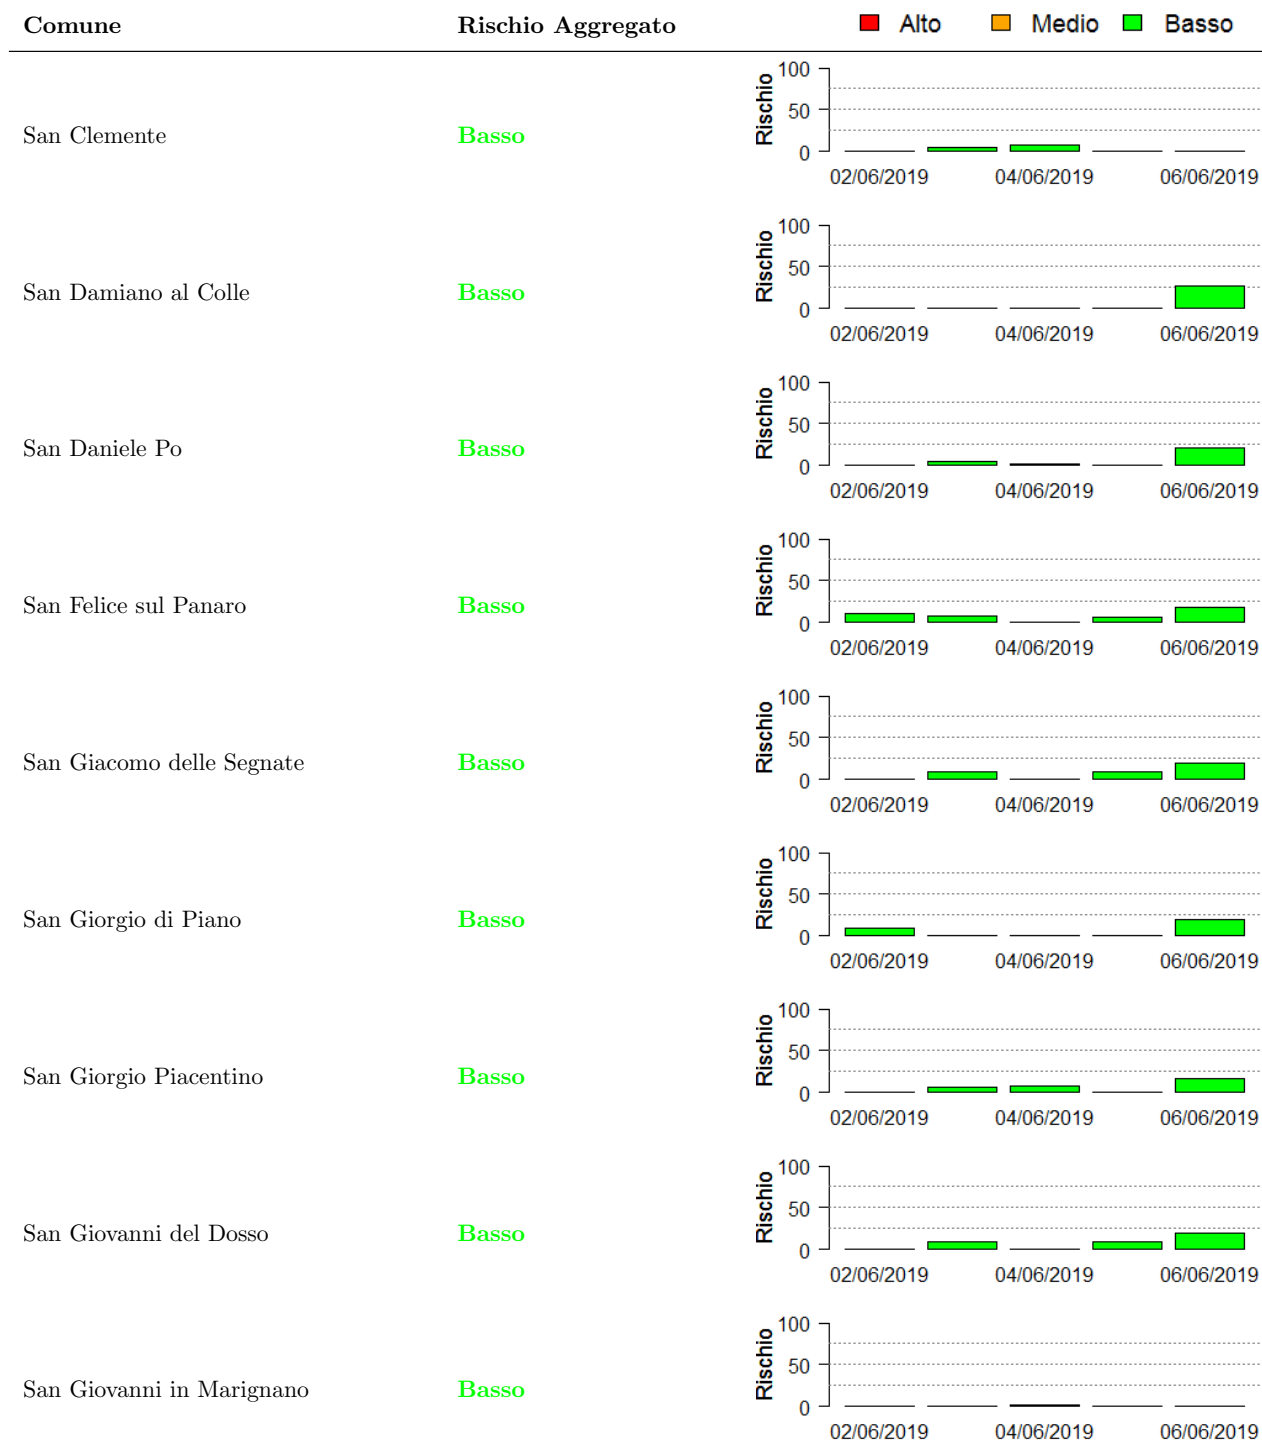 Comune Rischio Aggregato Alto Medio Basso
San Clemente Basso Rischio 100 50 0
02/06/2019 04/06/2019 06/06/2019
San Damiano al Colle Basso Rischio 100 50 0
02/06/2019 04/06/2019 06/06/2019
San Daniele Po Basso Rischio 100 50 0
02/06/2019 04/06/2019 06/06/2019
San Felice sul Panaro Basso Rischio 100 50 0
02/06/2019 04/06/2019 06/06/2019
San Giacomo delle Segnate Basso Rischio 100 50 0
02/06/2019 04/06/2019 06/06/2019
San Giorgio di Piano Basso Rischio 100 50 0
02/06/2019 04/06/2019 06/06/2019
San Giorgio Piacentino Basso Rischio 100 50 0
02/06/2019 04/06/2019 06/06/2019
San Giovanni del Dosso Basso Rischio 100 50 0
02/06/2019 04/06/2019 06/06/2019
San Giovanni in Marignano Basso Rischio 100 50 0
02/06/2019 04/06/2019 06/06/2019